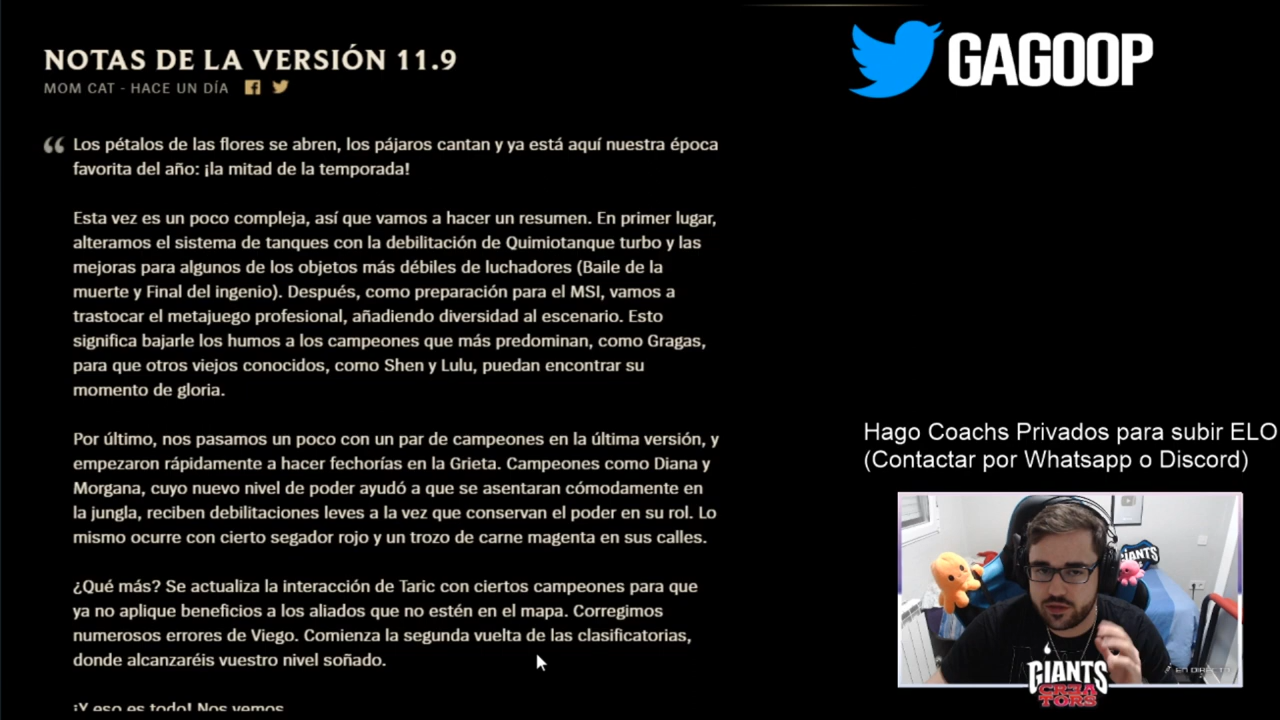 NOTAS DE LA VERSIÓN 11.9
MOM CAT - HACE UN DÍA
Los pétalos de las flores se abren, los pájaros cantan y ya está aquí nuestra época
favorita del año: ¡la mitad de la temporada!
Esta vez es un poco compleja, así que vamos a hacer un resumen. En primer lugar,
alteramos el sistema de tanques con la debilitación de Quimiotanque turbo y las
mejoras para algunos de los objetos más débiles de luchadores (Baile de la
muerte y Final del ingenio). Después, como preparación para el MSI, vamos a
trastocar el metajuego profesional, añadiendo diversidad al escenario. Esto
significa bajarle los humos a los campeones que más predominan, como Gragas,
para que otros viejos conocidos, como Shen y Lulu, puedan encontrar su
momento de gloria.
Por último, nos pasamos un poco con un par de campeones en la última versión, y
empezaron rápidamente a hacer fechorías en la Grieta. Campeones como Diana y
Morgana, cuyo nuevo nivel de poder ayudó a que se asentaran cómodamente en
la jungla, reciben debilitaciones leves a la vez que conservan el poder en su rol. Lo
mismo ocurre con cierto segador rojo y un trozo de carne magenta en sus calles.
¿Qué más? Se actualiza la interacción de Taric con ciertos campeones para que
ya no aplique beneficios a los aliados que no estén en el mapa. Corregimos
numerosos errores de Viego. Comienza la segunda vuelta de las clasificatorias,
donde alcanzaréis vuestro nivel soñado.
¡Y eso es todo! Nos vemos
GAGOOP
Hago Coachs Privados para subir ELO
(Contactar por Whatsapp o Discord)
GIANTS
EN DIRECTO
GIANTS
CREA
TORS